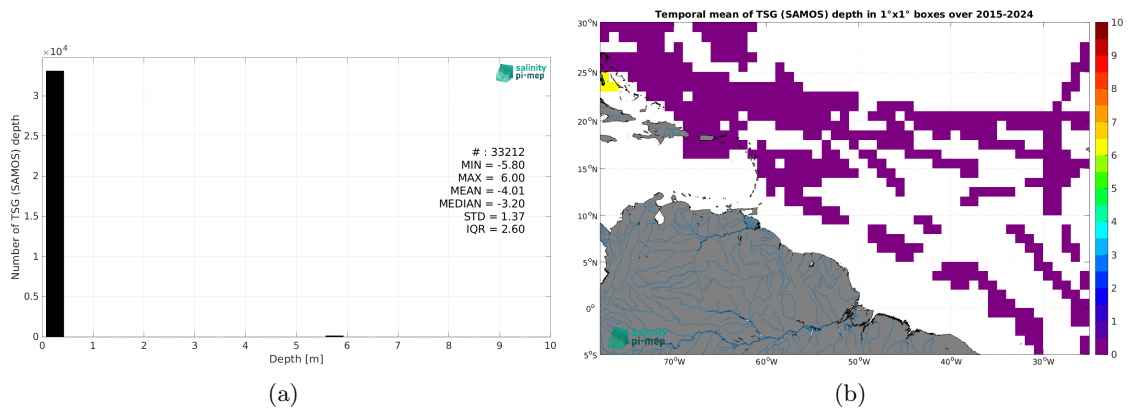 ×10⁴
3
2.5
2
1.5
1
0.5
0
Number of TSG (SAMOS) depth
salinity
pi-mep
# : 33212
MIN = -5.80
MAX = 6.00
MEAN = -4.01
MEDIAN = -3.20
STD = 1.37
IQR = 2.60
1 2 3 4 5 6 7 8 9 10
Depth [m]
(a)
Temporal mean of TSG (SAMOS) depth in 1°x1° boxes over 2015-2024
30°N
25°N
20°N
15°N
10°N
5°N
0°
5°S
70°W 60°W 50°W 40°W 30°W
salinity
pi-mep
10
9
8
7
6
5
4
3
2
1
0
(b)